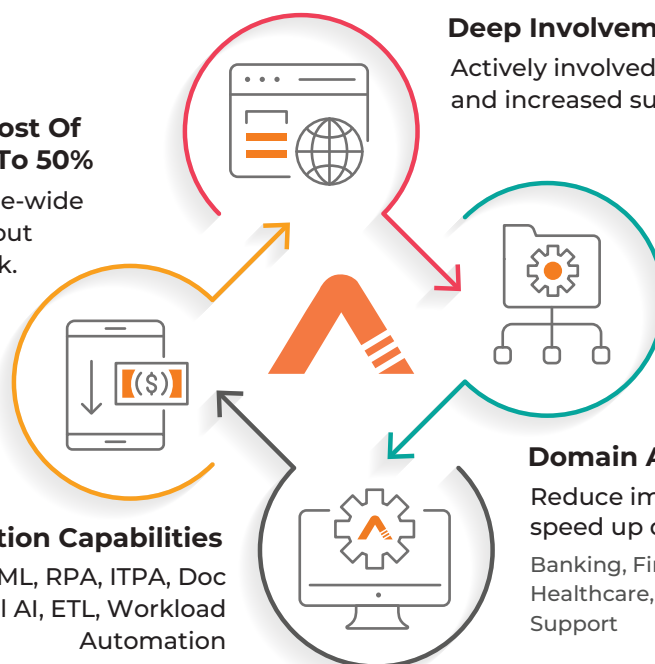 Deep Involvem
Actively involved
and increased su
ost Of
To 50%
e-wide
out
k.
($)
Domain A
Reduce im
speed up
Banking, Fi
Healthcare,
Support
tion Capabilities
ML, RPA, ITPA, Doc
l AI, ETL, Workload
Automation